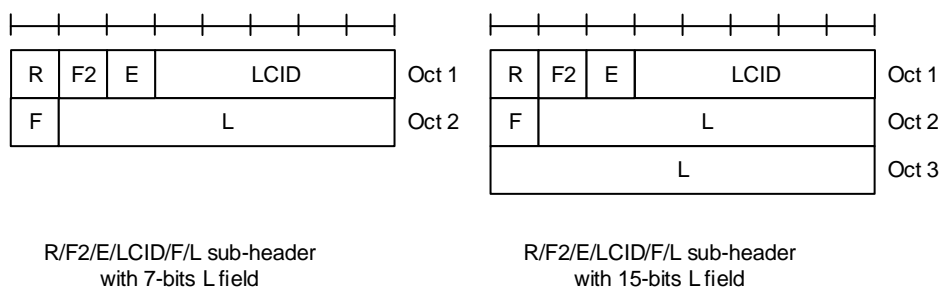 R F2 E LCID Oct 1
F L Oct 2
R/F2/E/LCID/F/L sub-header
with 7-bits L field
R F2 E LCID Oct 1
F L Oct 2
L Oct 3
R/F2/E/LCID/F/L sub-header
with 15-bits L field